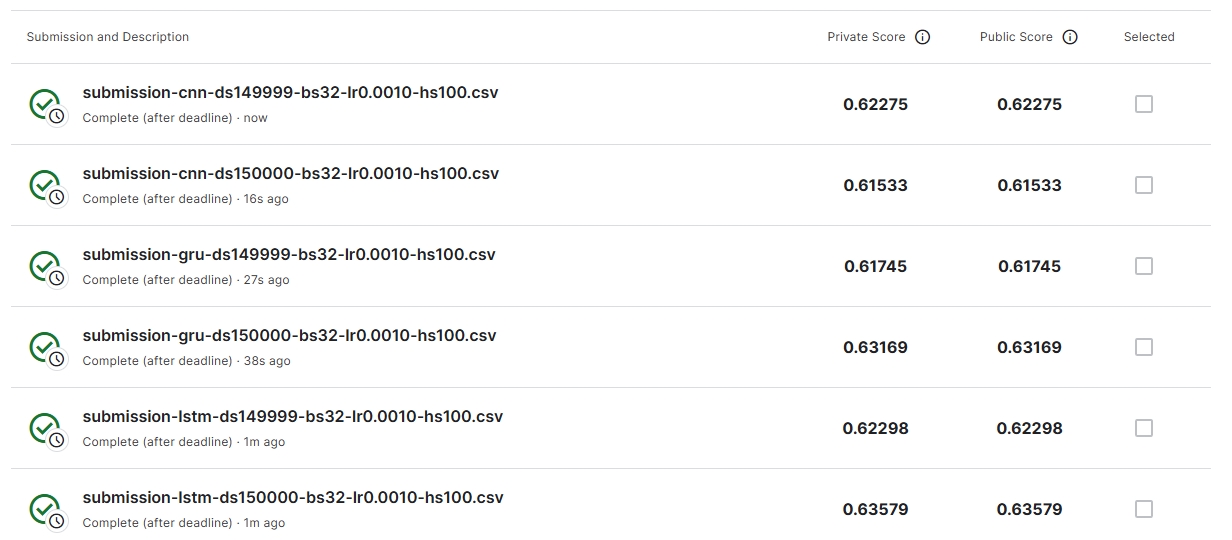 Submission and Description Private Score Public Score Selected
submission-cnn-ds149999-bs32-lr0.0010-hs100.csv 0.62275 0.62275
Complete (after deadline) · now
submission-cnn-ds150000-bs32-lr0.0010-hs100.csv 0.61533 0.61533
Complete (after deadline) · 16s ago
submission-gru-ds149999-bs32-lr0.0010-hs100.csv 0.61745 0.61745
Complete (after deadline) · 27s ago
submission-gru-ds150000-bs32-lr0.0010-hs100.csv 0.63169 0.63169
Complete (after deadline) · 38s ago
submission-lstm-ds149999-bs32-lr0.0010-hs100.csv 0.62298 0.62298
Complete (after deadline) · 1m ago
submission-lstm-ds150000-bs32-lr0.0010-hs100.csv 0.63579 0.63579
Complete (after deadline) · 1m ago